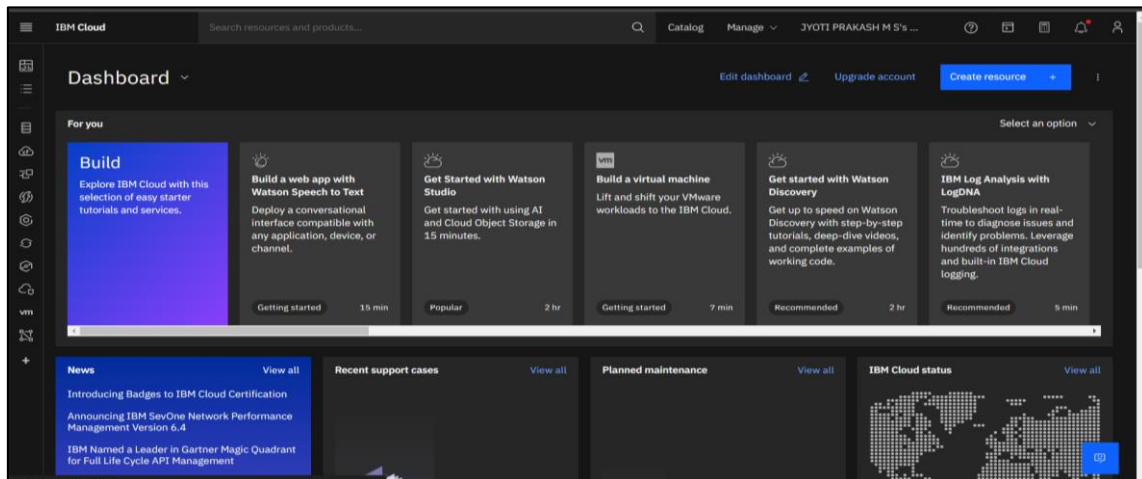 IBM Cloud
Search resources and products...
Catalog
Manage
JYOTI PRAKASH M S's ...
Dashboard
Edit dashboard
Upgrade account
Create resource +
For you
Select an option
Build
Explore IBM Cloud with this
selection of easy starter
tutorials and services.
Build a web app with
Watson Speech to Text
Deploy a conversational
interface compatible with
any application, device, or
channel.
Getting started
15 min
Get Started with Watson
Studio
Get started with using AI
and Cloud Object Storage in
15 minutes.
Popular
2 hr
vm
Build a virtual machine
Lift and shift your VMware
workloads to the IBM Cloud.
Getting started
7 min
Get started with Watson
Discovery
Get up to speed on Watson
Discovery with step-by-step
tutorials, deep-dive videos,
and complete examples of
working code.
Recommended
2 hr
IBM Log Analysis with
LogDNA
Troubleshoot logs in real-
time to diagnose issues and
identify problems. Leverage
hundreds of integrations
and built-in IBM Cloud
logging.
Recommended
5 min
vm
+
News
View all
Introducing Badges to IBM Cloud Certification
Announcing IBM SevOne Network Performance
Management Version 6.4
IBM Named a Leader in Gartner Magic Quadrant
for Full Life Cycle API Management
Recent support cases
View all
Planned maintenance
View all
IBM Cloud status
View all